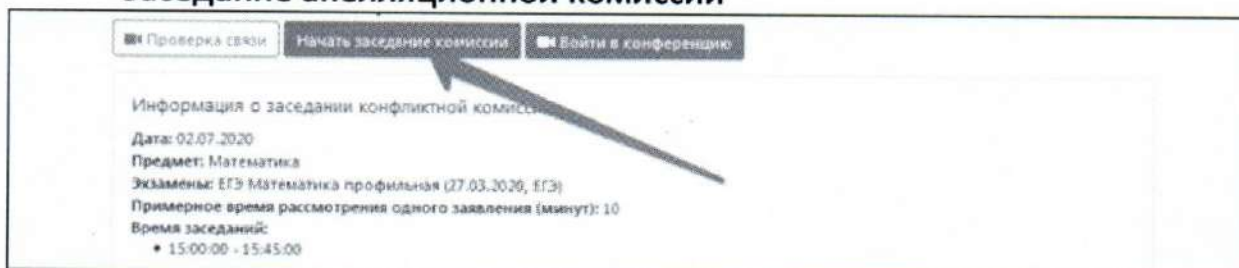 заседание апелляционной комиссии
Проверка связи Начать заседание комиссии Войти в конференцию
Информация о заседании конфликтной
Дата: 02.07.2020
Предмет: Математика
Экзамены: ЕГЭ Математика профильная (27.03.2020, ЕГЭ)
Примерное время рассмотрения одного заявления (минут): 10
Время заседаний:
• 15:00:00 - 15:45:00